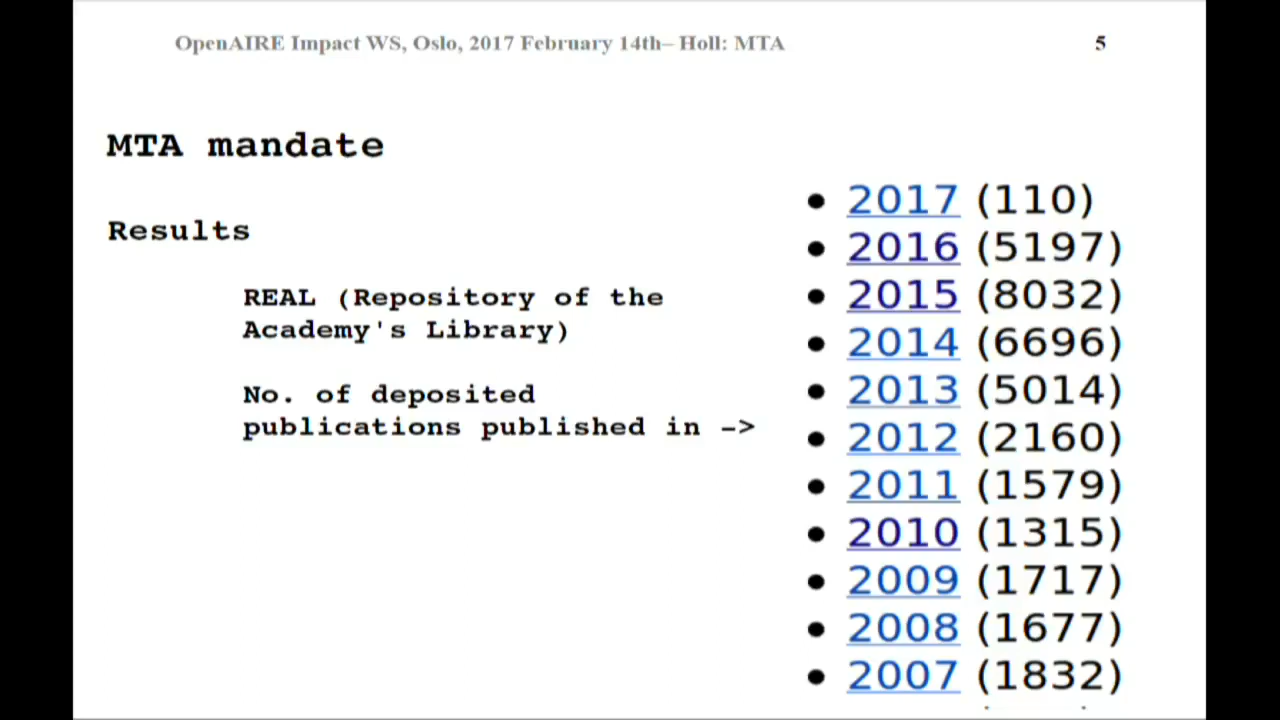 OpenAIRE Impact WS, Oslo, 2017 February 14th– Holl: MTA 5
MTA mandate
Results
REAL (Repository of the
Academy's Library)
No. of deposited
publications published in –>
• 2017 (110)
• 2016 (5197)
• 2015 (8032)
• 2014 (6696)
• 2013 (5014)
• 2012 (2160)
• 2011 (1579)
• 2010 (1315)
• 2009 (1717)
• 2008 (1677)
• 2007 (1832)